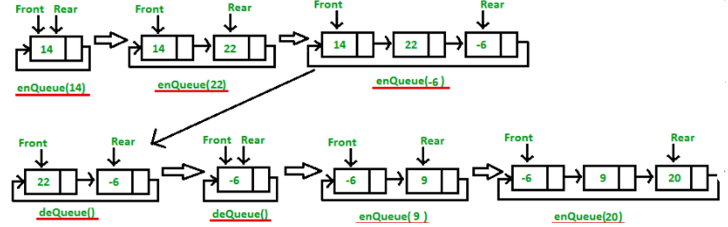 Front Rear
14
enQueue(14)
Front Rear
14 22
enQueue(22)
Front Rear
14 22 -6
enQueue(-6 )
Front Rear
22 -6
deQueue()
Front Rear
-6
deQueue()
Front Rear
-6 9
enQueue( 9 )
Front Rear
-6 9 20
enQueue(20)